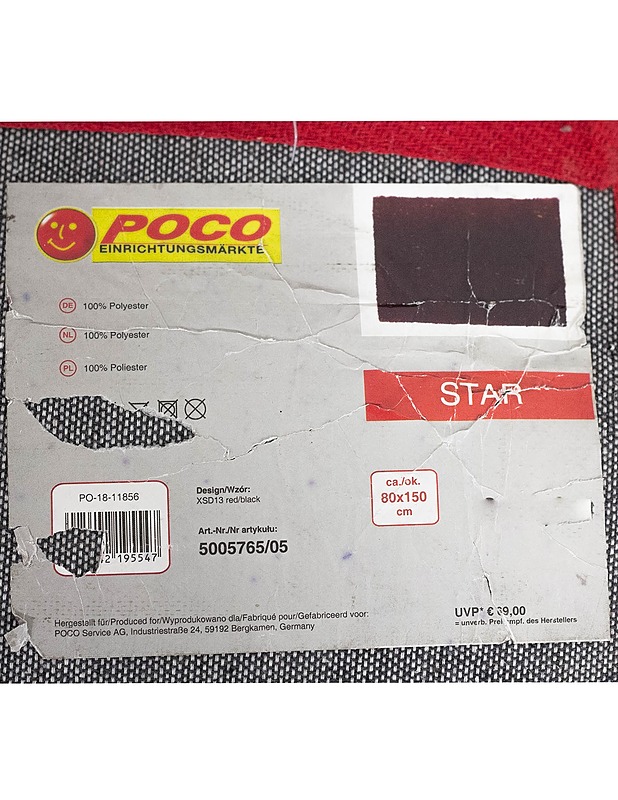 POCO
EINRICHTUNGSMÄRKTE
DE 100% Polyester
NL 100% Polyester
PL 100% Poliester
STAR
PO-18-11856
2 195547
Design/Wzór:
XSD13 red/black
Art.-Nr./Nr artykułu:
5005765/05
ca./ok.
80x150
cm
Hergestellt für/Produced for/Wyprodukowano dla/Fabriqué pour/Gefabriceerd voor:
POCO Service AG, Industriestraße 24, 59192 Bergkamen, Germany
UVP* €
= unverb. des Herstellers